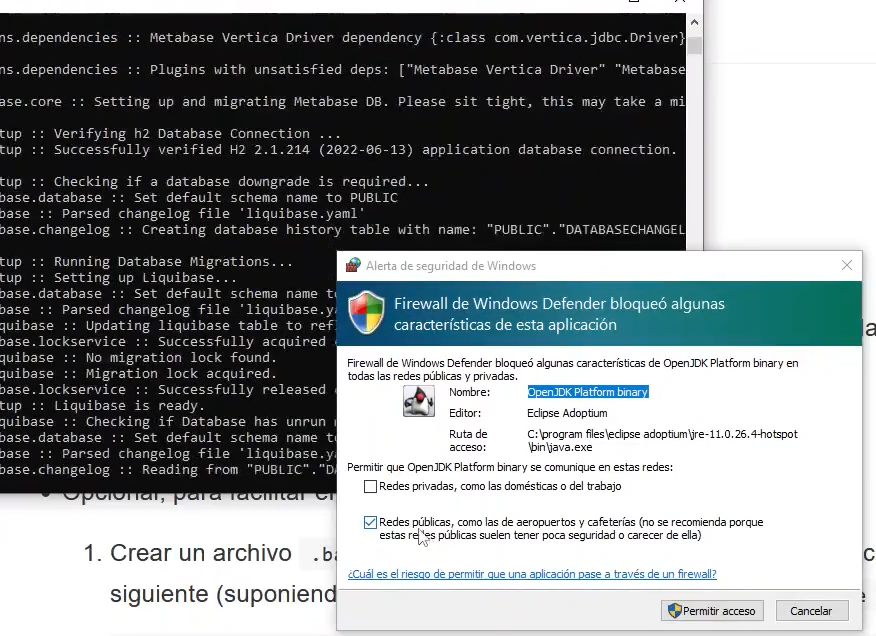 ns.dependencies :: Metabase Vertica Driver dependency {:class com.vertica.jdbc.Driver}
ns.dependencies :: Plugins with unsatisfied deps: ["Metabase Vertica Driver" "Metabase
ase.core :: Setting up and migrating Metabase DB. Please sit tight, this may take a mi
tup :: Verifying h2 Database Connection ...
tup :: Successfully verified H2 2.1.214 (2022-06-13) application database connection.
tup :: Checking if a database downgrade is required...
base.database :: Set default schema name to PUBLIC
base :: Parsed changelog file 'liquibase.yaml'
base.changelog :: Creating database history table with name: "PUBLIC"."DATABASECHANGEL
tup :: Running Database Migrations...
tup :: Setting up Liquibase...
base.database :: Set default schema name to
base :: Parsed changelog file 'liquibase.ya
quibase :: Updating liquibase table to ref
base.lockservice :: Successfully acquired
quibase :: No migration lock found.
quibase :: Migration lock acquired.
base.lockservice :: Successfully released
tup :: Liquibase is ready.
quibase :: Checking if Database has unrun
base.database :: Set default schema name to
base :: Parsed changelog file 'liquibase.ya
base.changelog :: Reading from "PUBLIC"."DA
Alerta de seguridad de Windows
Firewall de Windows Defender bloqueó algunas
características de esta aplicación
Firewall de Windows Defender bloqueó algunas características de OpenJDK Platform binary en
todas las redes públicas y privadas.
Nombre: OpenJDK Platform binary
Editor: Eclipse Adoptium
Ruta de C:\program files\eclipse adoptium\jre-11.0.26.4-hotspot
acceso: \bin\java.exe
Permitir que OpenJDK Platform binary se comunique en estas redes:
Redes privadas, como las domésticas o del trabajo
Redes públicas, como las de aeropuertos y cafeterías (no se recomienda porque
estas redes públicas suelen tener poca seguridad o carecer de ella)
¿Cuál es el riesgo de permitir que una aplicación pase a través de un firewall?
Permitir acceso Cancelar
Opcional, para facilitar
1. Crear un archivo .ba
siguiente (suponiend